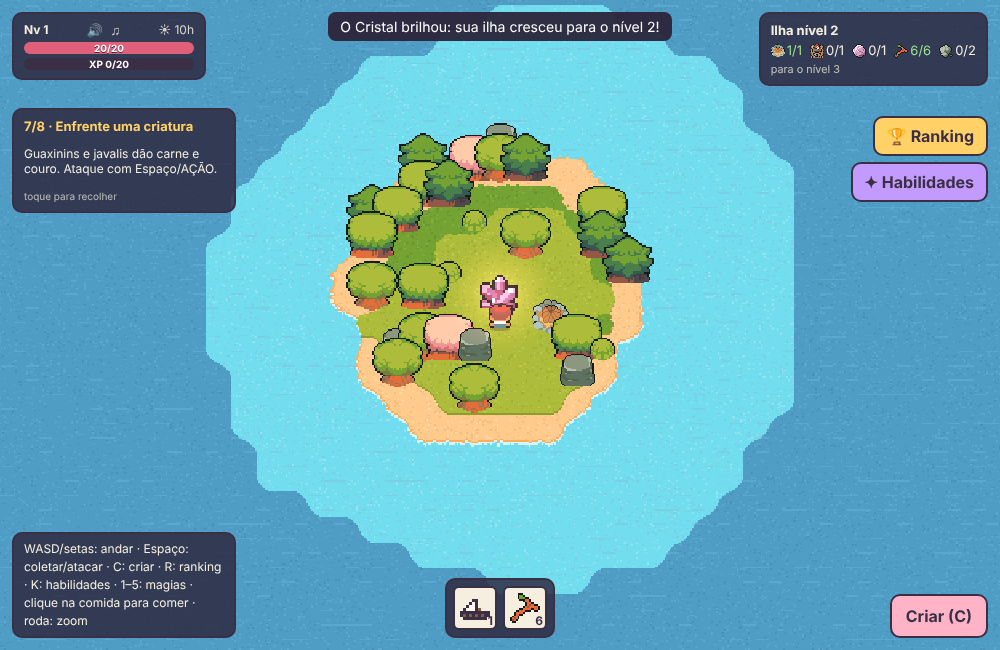 Nv 1 10h
20/20
XP 0/20
O Cristal brilhou: sua ilha cresceu para o nível 2!
Ilha nível 2
1/1 0/1 0/1 6/6 0/2
para o nível 3
7/8 · Enfrente uma criatura
Guaxinins e javalis dão carne e
couro. Ataque com Espaço/AÇÃO.
toque para recolher
Ranking
Habilidades
WASD/setas: andar · Espaço:
coletar/atacar · C: criar · R: ranking
· K: habilidades · 1–5: magias ·
clique na comida para comer ·
roda: zoom
1
6
Criar (C)